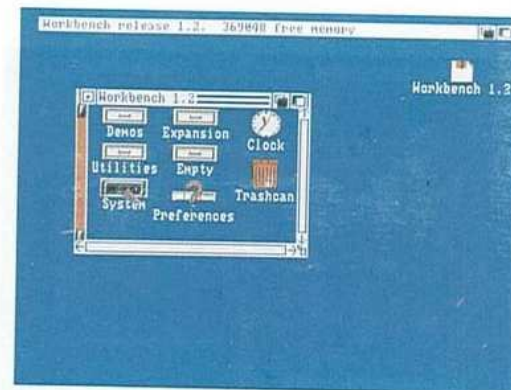 Workbench release 1.2. 369048 free memory
Workbench 1.2
Workbench 1.2
Demos Expansion Clock
Utilities Empty
System Preferences Trashcan